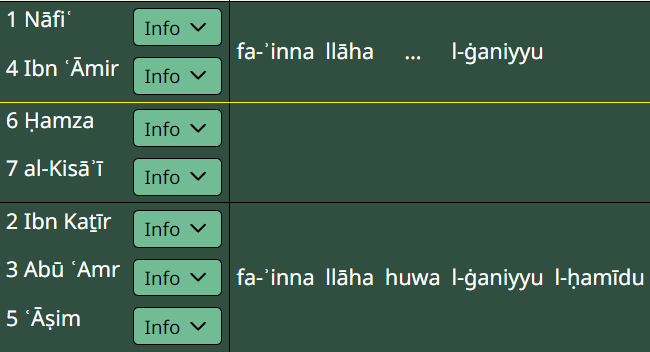 1 Nāfiʿ Info
fa-ʾinna llāha ... l-ġaniyyu
4 Ibn ʿĀmir Info
6 Ḥamza Info
7 al-Kisāʾī Info
2 Ibn Kaṯīr Info
3 Abū ʿAmr Info
fa-ʾinna llāha huwa l-ġaniyyu l-ḥamīdu
5 ʿĀṣim Info